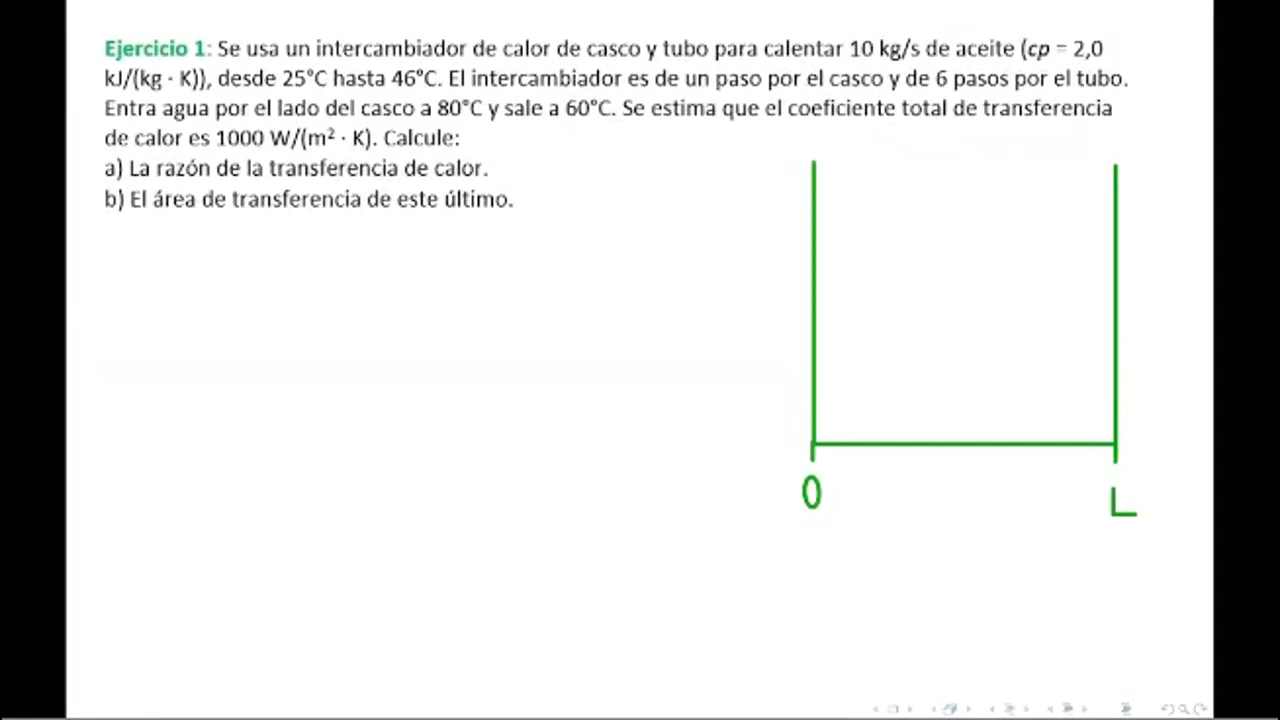 Ejercicio 1: Se usa un intercambiador de calor de casco y tubo para calentar 10 kg/s de aceite (cp = 2,0
kJ/(kg · K)), desde 25°C hasta 46°C. El intercambiador es de un paso por el casco y de 6 pasos por el tubo.
Entra agua por el lado del casco a 80°C y sale a 60°C. Se estima que el coeficiente total de transferencia
de calor es 1000 W/(m² · K). Calcule:
a) La razón de la transferencia de calor.
b) El área de transferencia de este último.
0 L